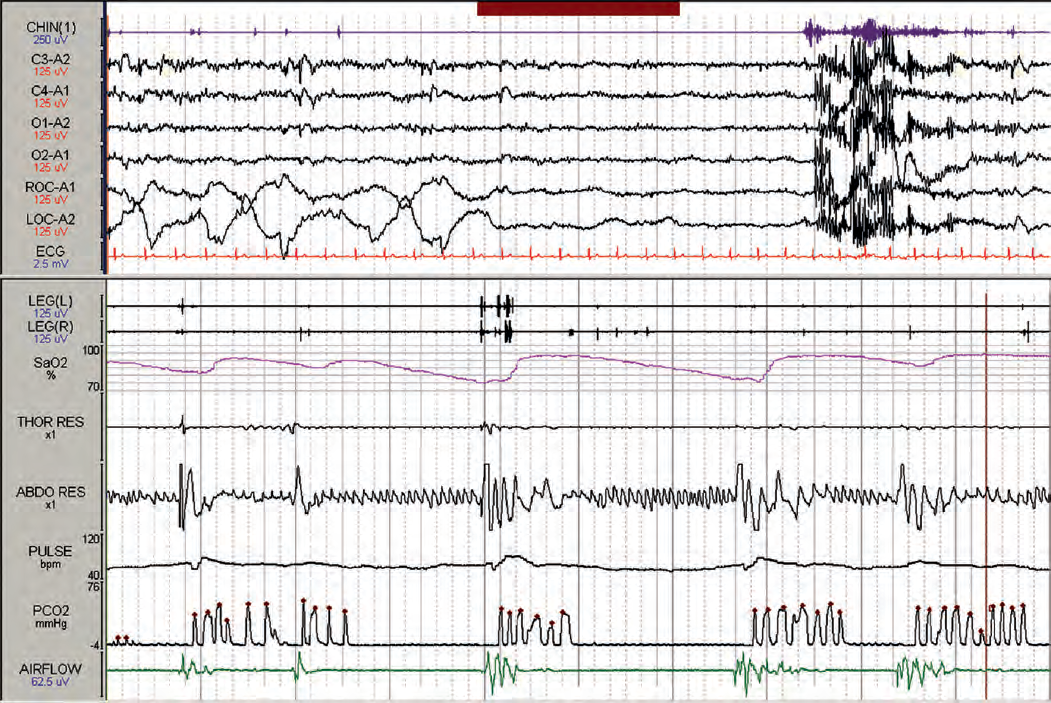 CHIN(1)
250 uV
C3-A2
125 uV
C4-A1
125 uV
O1-A2
125 uV
O2-A1
125 uV
ROC-A1
125 uV
LOC-A2
125 uV
ECG
2.5 mV
LEG(L)
125 uV
LEG(R)
125 uV
100
SaO2
%
70
THOR RES
x1
ABDO RES
x1
120
PULSE
bpm
40
76
PCO2
mmHg
-4
AIRFLOW
62.5 uV